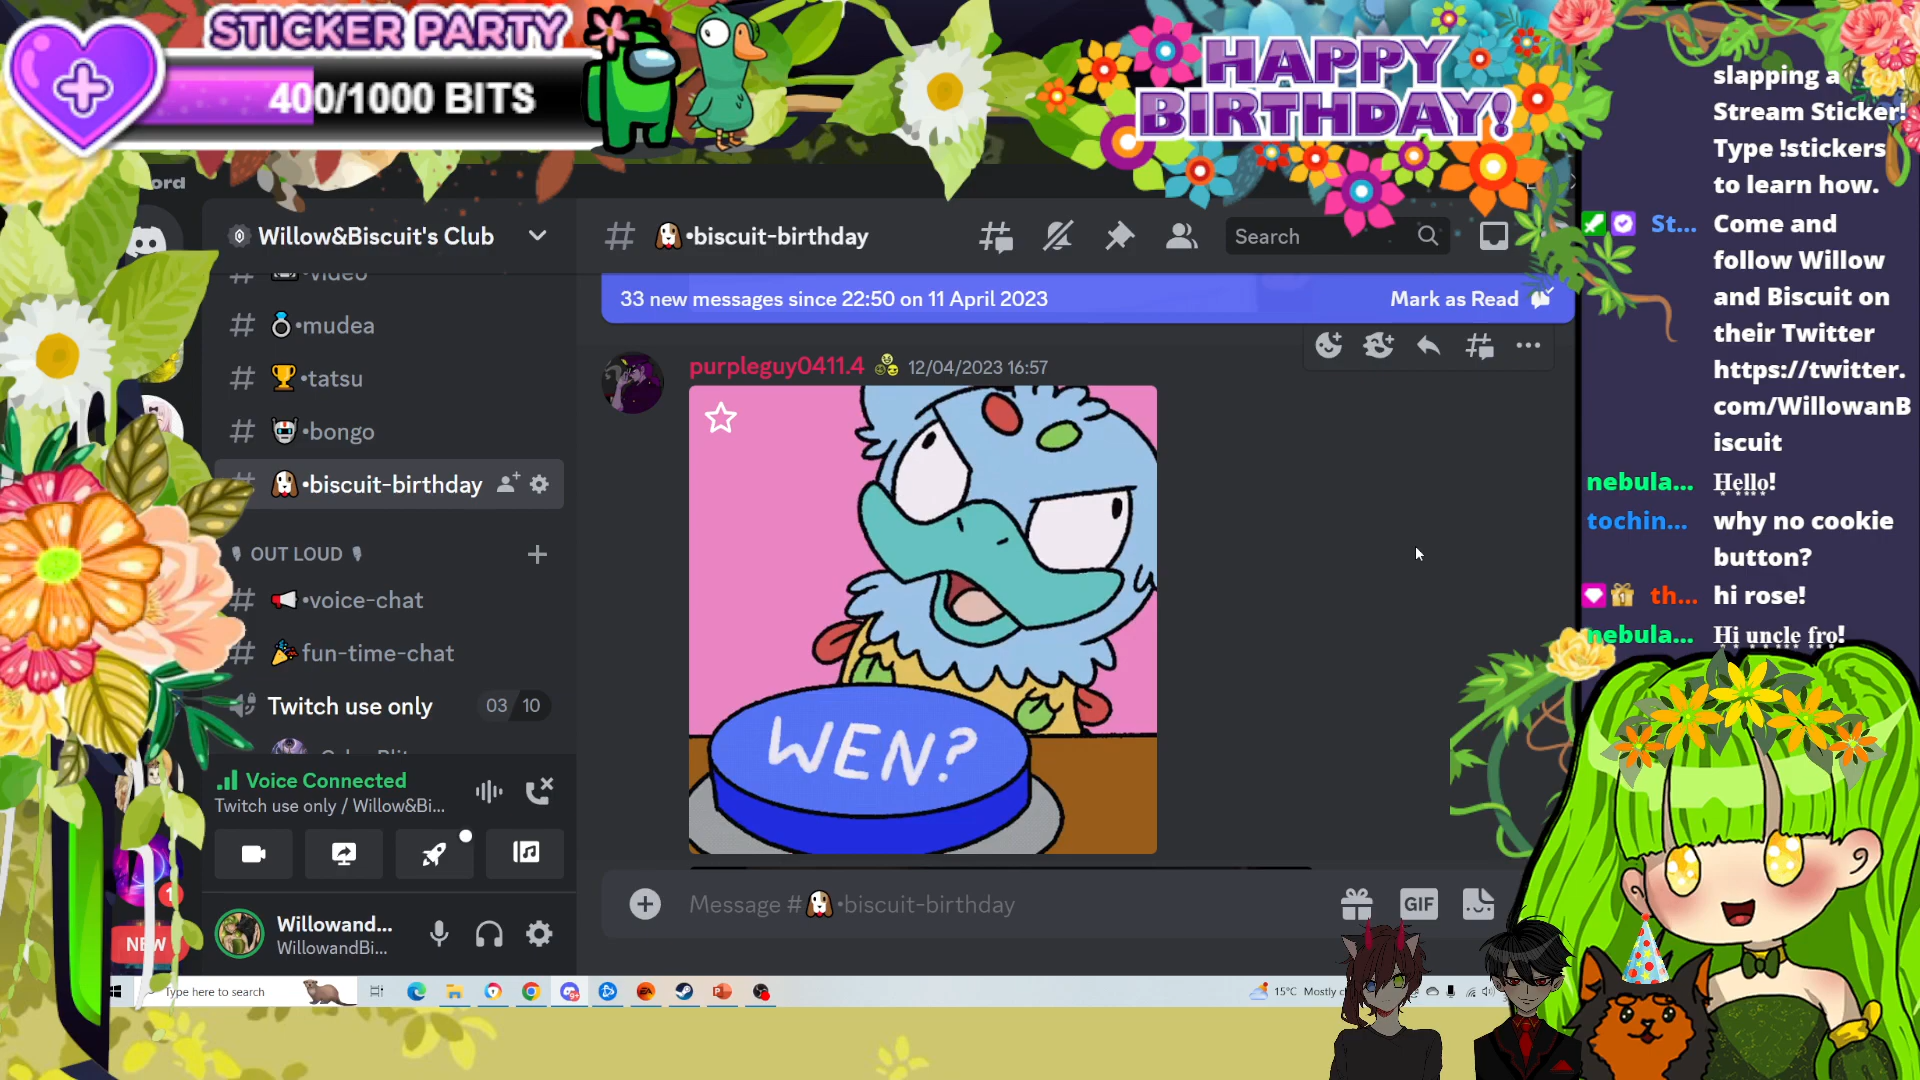 STICKER PARTY
400/1000 BITS
HAPPY
BIRTHDAY!
ord
Willow&Biscuit's Club
video
•mudea
•tatsu
•bongo
•biscuit-birthday
OUT LOUD
•voice-chat
fun-time-chat
Twitch use only
03 10
Voice Connected
Twitch use only / Willow&Bi...
Willowand...
WillowandBi...
NEW
1
# •biscuit-birthday
Search
33 new messages since 22:50 on 11 April 2023
Mark as Read
purpleguy0411.4 12/04/2023 16:57
WEN?
Message # •biscuit-birthday
GIF
Type here to search
15°C Mostly
slapping a
Stream Sticker!
Type !stickers
to learn how.
St... Come and
follow Willow
and Biscuit on
their Twitter
https://twitter.
com/WillowanB
iscuit
nebula... Hello!
tochin... why no cookie
button?
th... hi rose!
nebula... Hi uncle fro!